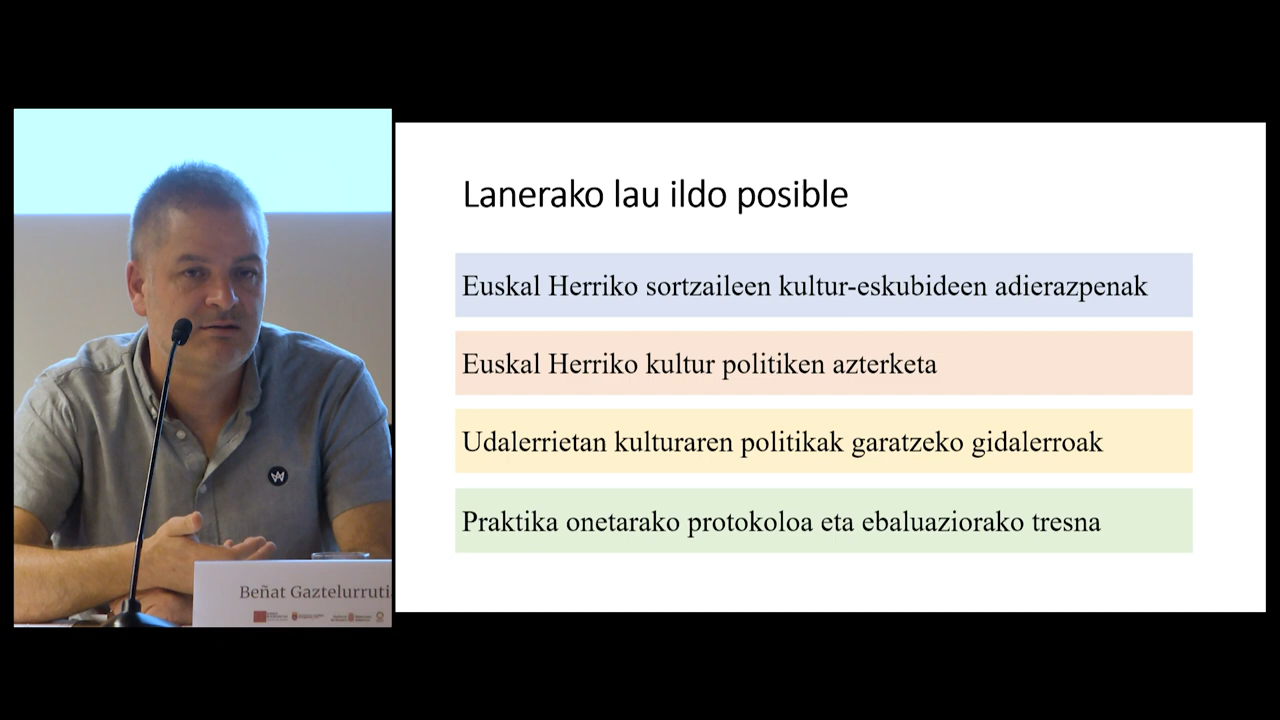 Lanerako lau ildo posible
Euskal Herriko sortzaileen kultur-eskubideen adierazpenak
Euskal Herriko kultur politiken azterketa
Udalerrietan kulturaren politikak garatzeko gidalerroak
Praktika onetarako protokoloa eta ebaluaziorako tresna
Beñat Gaztelurruti